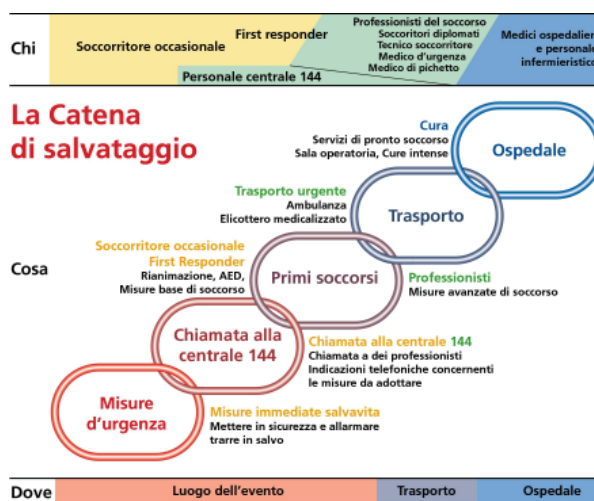 Chi
Soccorritore occasionale
First responder
Personale centrale 144
Professionisti del soccorso
Soccoritori diplomati
Tecnico soccorritore
Medico d'urgenza
Medico di pichetto
Medici ospedalieri
e personale
infermieristico
La Catena
di salvataggio
Cura
Servizi di pronto soccorso
Sala operatoria, Cure intense
Ospedale
Trasporto urgente
Ambulanza
Elicottero medicalizzato
Trasporto
Cosa
Soccorritore occasionale
First Responder
Rianimazione, AED,
Misure base di soccorso
Primi soccorsi
Professionisti
Misure avanzate di soccorso
Chiamata alla
centrale 144
Chiamata alla centrale 144
Chiamata a dei professionisti
Indicazioni telefoniche concernenti
le misure da adottare
Misure
d'urgenza
Misure immediate salvavita
Mettere in sicurezza e allarmare
trarre in salvo
Dove
Luogo dell'evento
Trasporto
Ospedale